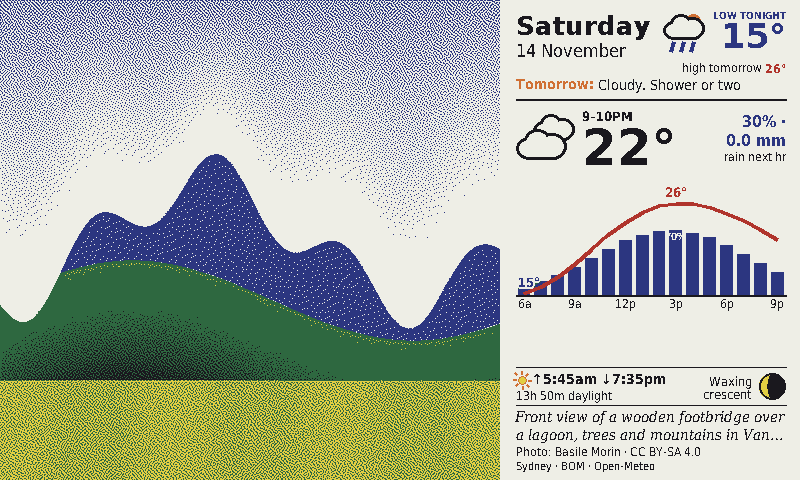 Saturday
14 November
LOW TONIGHT
15°
high tomorrow 26°
Tomorrow: Cloudy. Shower or two
9-10PM
22°
30% ·
0.0 mm
rain next hr
26°
70%
15°
6a 9a 12p 3p 6p 9p
↑5:45am ↓7:35pm
13h 50m daylight
Waxing
crescent
Front view of a wooden footbridge over
a lagoon, trees and mountains in Van…
Photo: Basile Morin · CC BY-SA 4.0
Sydney · BOM · Open-Meteo